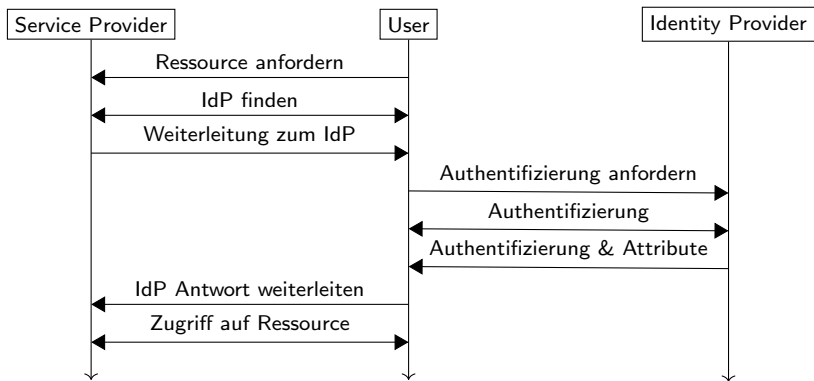 Service Provider
User
Identity Provider
Ressource anfordern
IdP finden
Weiterleitung zum IdP
Authentifizierung anfordern
Authentifizierung
Authentifizierung & Attribute
IdP Antwort weiterleiten
Zugriff auf Ressource